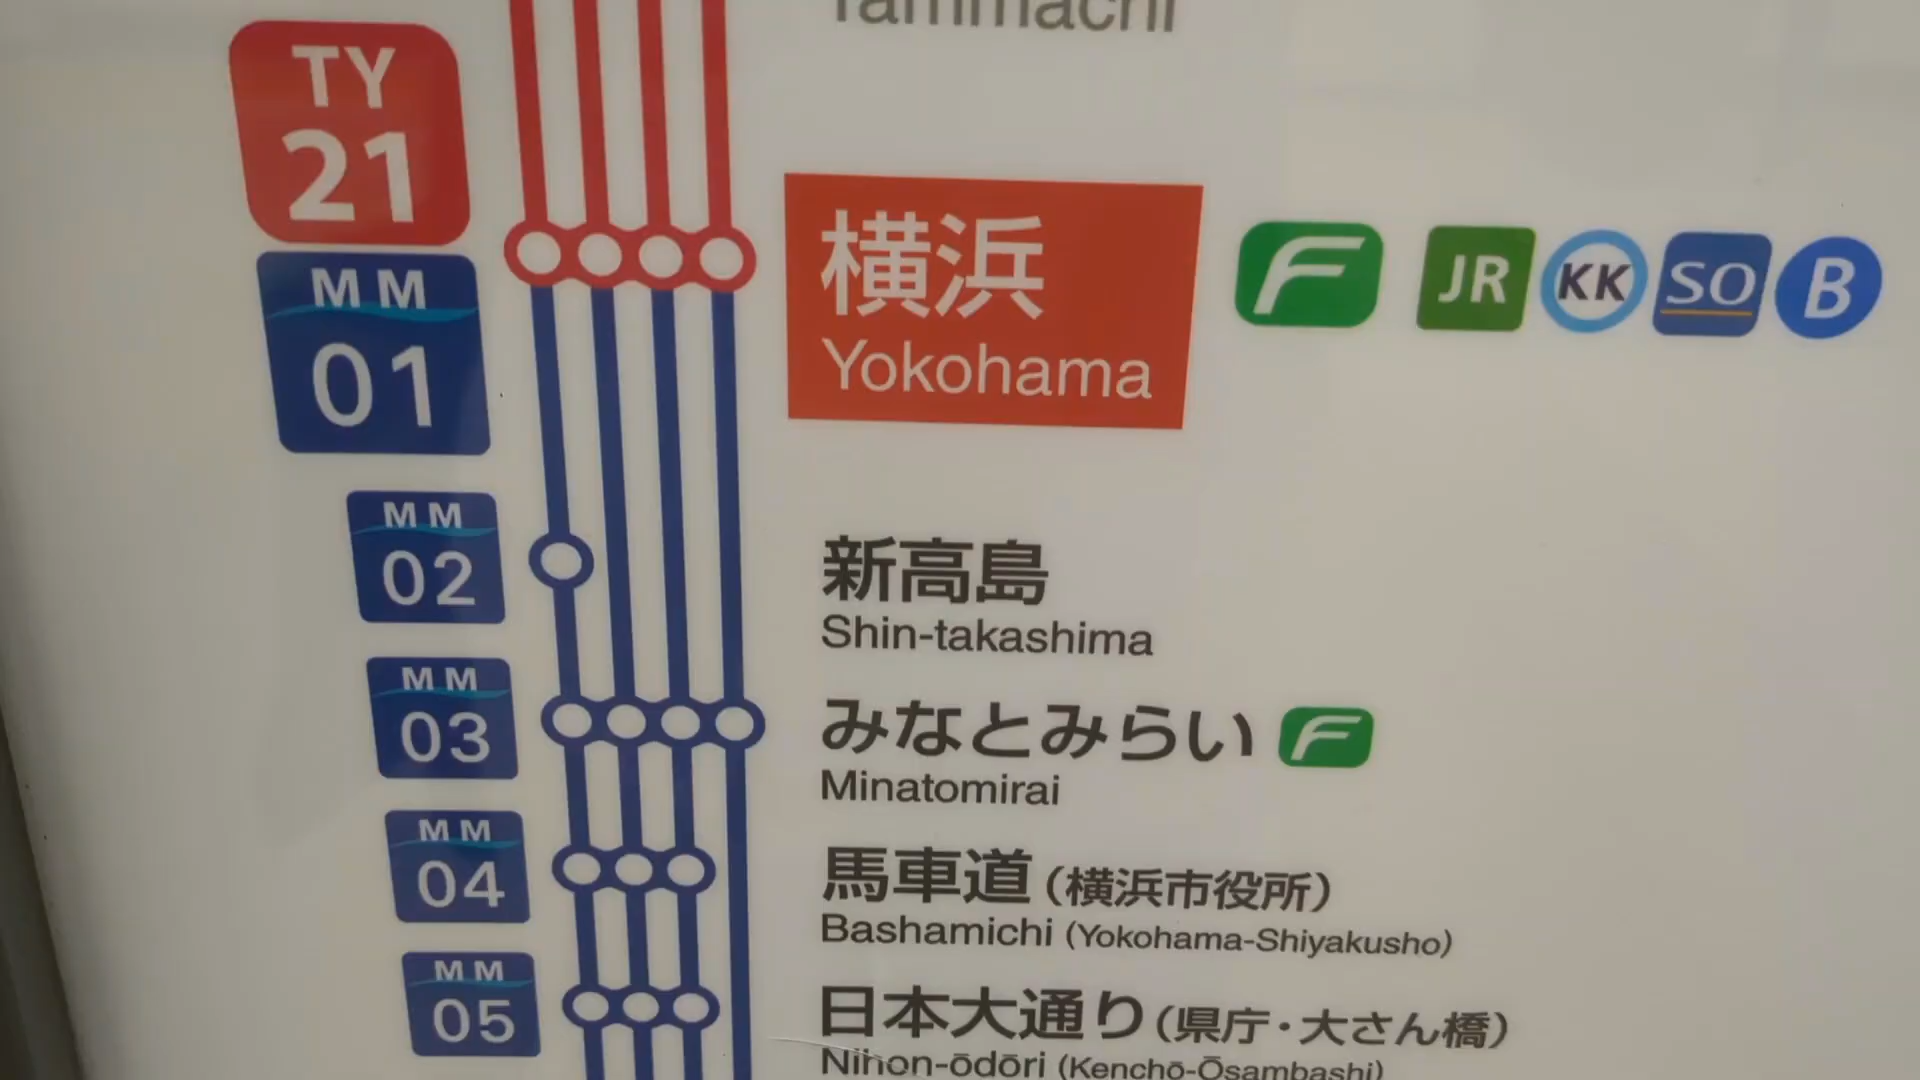 Tammachi
TY
21
MM
01
横浜
Yokohama
F
JR
KK
SO
B
MM
02
新高島
Shin-takashima
MM
03
みなとみらい
F
Minatomirai
MM
04
馬車道(横浜市役所)
Bashamichi (Yokohama-Shiyakusho)
MM
05
日本大通り(県庁・大さん橋)
Nihon-ōdōri (Kenchō-Ōsambashi)